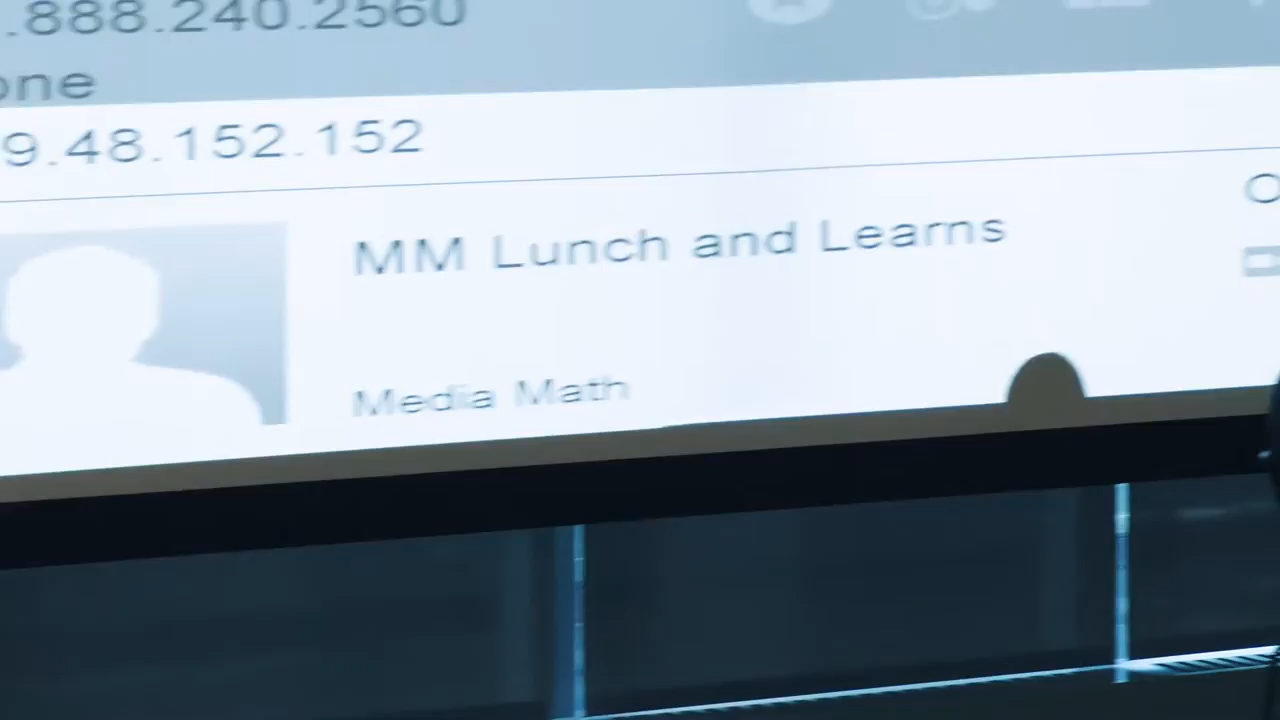 .888.240.2560
one
9.48.152.152
MM Lunch and Learns
Media Math